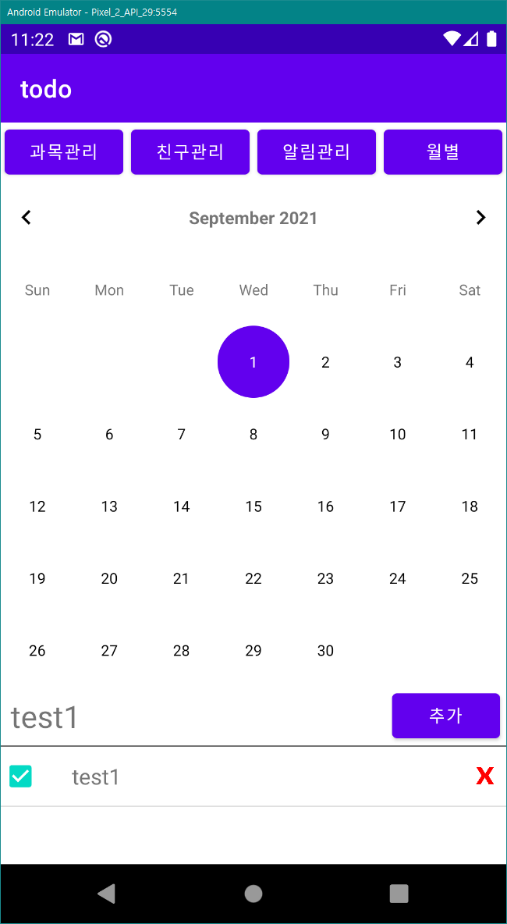 Android Emulator - Pixel_2_API_29:5554
11:22
todo
과목관리 친구관리 알림관리 월별
September 2021
Sun Mon Tue Wed Thu Fri Sat
1 2 3 4
5 6 7 8 9 10 11
12 13 14 15 16 17 18
19 20 21 22 23 24 25
26 27 28 29 30
test1 추가
test1 X